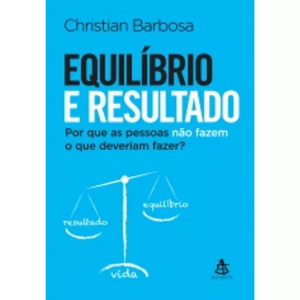 Christian Barbosa
EQUILÍBRIO
E RESULTADO
Por que as pessoas não fazem
o que deveriam fazer?
equilíbrio
resultado
vida